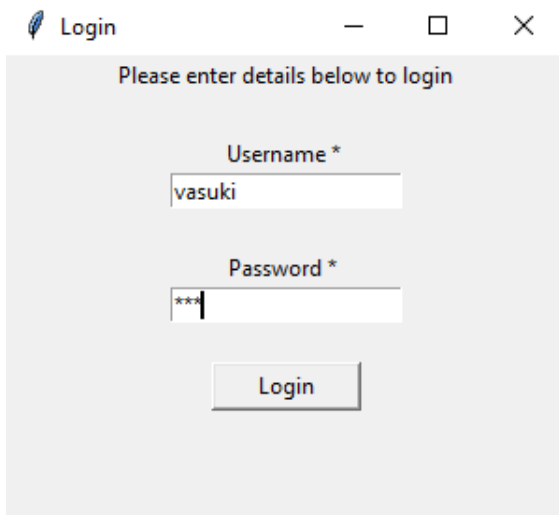 Login
Please enter details below to login
Username *
vasuki
Password *
***
Login